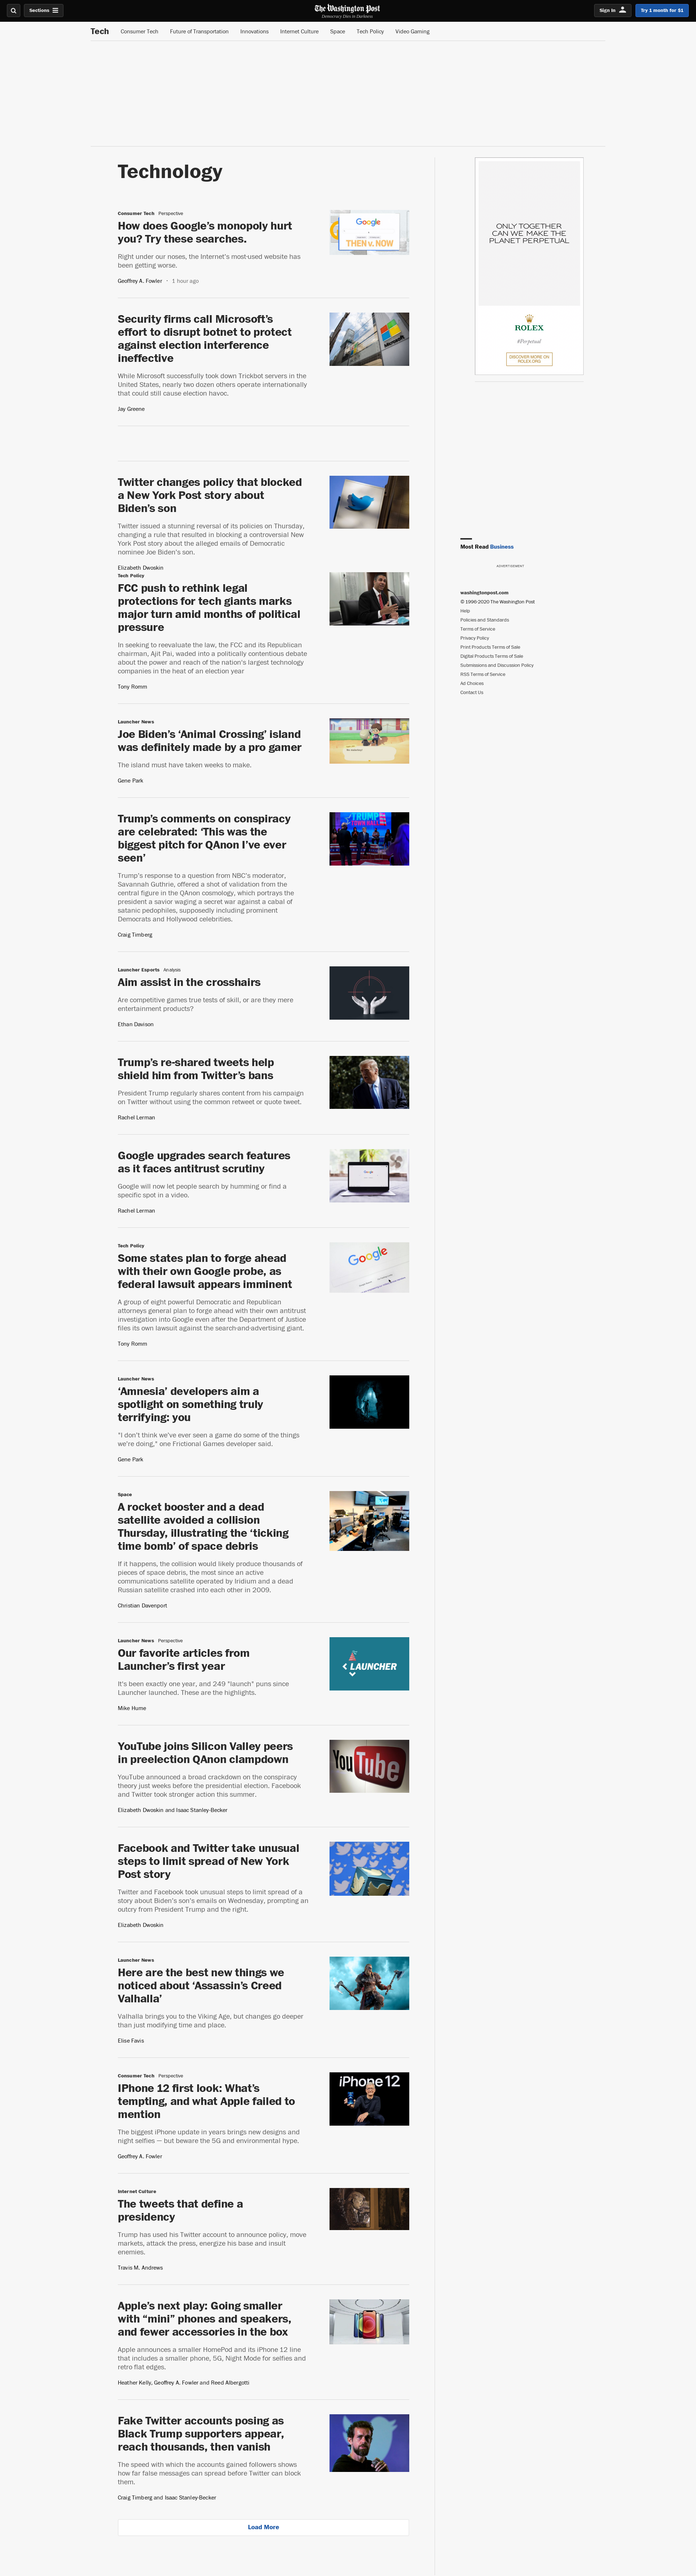 Sections
The Washington Post
Democracy Dies in Darkness
Sign in
Try 1 month for $1
Tech
Consumer Tech
Future of Transportation
Innovations
Internet Culture
Space
Tech Policy
Video Gaming
Technology
Consumer Tech Perspective
How does Google’s monopoly hurt
you? Try these searches.
Right under our noses, the Internet’s most-used website has
been getting worse.
Geoffrey A. Fowler • 1 hour ago
Google
THEN v. NOW
Security firms call Microsoft’s
effort to disrupt botnet to protect
against election interference
ineffective
While Microsoft successfully took down Trickbot servers in the
United States, nearly two dozen others operate internationally
that could still cause election havoc.
Jay Greene
Microsoft
Twitter changes policy that blocked
a New York Post story about
Biden’s son
Twitter issued a stunning reversal of its policies on Thursday,
changing a rule that resulted in blocking a controversial New
York Post story about the alleged emails of Democratic
nominee Joe Biden’s son.
Elizabeth Dwoskin
Tech Policy
FCC push to rethink legal
protections for tech giants marks
major turn amid months of political
pressure
In seeking to reevaluate the law, the FCC and its Republican
chairman, Ajit Pai, waded into a politically contentious debate
about the power and reach of the nation’s largest technology
companies in the heat of an election year
Tony Romm
Launcher News
Joe Biden’s ‘Animal Crossing’ island
was definitely made by a pro gamer
The island must have taken weeks to make.
Gene Park
Trump’s comments on conspiracy
are celebrated: ‘This was the
biggest pitch for QAnon I’ve ever
seen’
Trump’s response to a question from NBC’s moderator,
Savannah Guthrie, offered a shot of validation from the
central figure in the QAnon cosmology, which portrays the
president a savior waging a secret war against a cabal of
satanic pedophiles, supposedly including prominent
Democrats and Hollywood celebrities.
Craig Timberg
TRUMP
TOWN HALL
Launcher Esports Analysis
Aim assist in the crosshairs
Are competitive games true tests of skill, or are they mere
entertainment products?
Ethan Davison
Trump’s re-shared tweets help
shield him from Twitter’s bans
President Trump regularly shares content from his campaign
on Twitter without using the common retweet or quote tweet.
Rachel Lerman
Google upgrades search features
as it faces antitrust scrutiny
Google will now let people search by humming or find a
specific spot in a video.
Rachel Lerman
Tech Policy
Some states plan to forge ahead
with their own Google probe, as
federal lawsuit appears imminent
A group of eight powerful Democratic and Republican
attorneys general plan to forge ahead with their own antitrust
investigation into Google even after the Department of Justice
files its own lawsuit against the search-and-advertising giant.
Tony Romm
Google
Launcher News
‘Amnesia’ developers aim a
spotlight on something truly
terrifying: you
"I don’t think we’ve ever seen a game do some of the things
we’re doing," one Frictional Games developer said.
Gene Park
Space
A rocket booster and a dead
satellite avoided a collision
Thursday, illustrating the ‘ticking
time bomb’ of space debris
If it happens, the collision would likely produce thousands of
pieces of space debris, the most since an active
communications satellite operated by Iridium and a dead
Russian satellite crashed into each other in 2009.
Christian Davenport
Launcher News Perspective
Our favorite articles from
Launcher’s first year
It’s been exactly one year, and 249 "launch" puns since
Launcher launched. These are the highlights.
Mike Hume
LAUNCHER
YouTube joins Silicon Valley peers
in preelection QAnon clampdown
YouTube announced a broad crackdown on the conspiracy
theory just weeks before the presidential election. Facebook
and Twitter took stronger action this summer.
Elizabeth Dwoskin and Isaac Stanley-Becker
YouTube
Facebook and Twitter take unusual
steps to limit spread of New York
Post story
Twitter and Facebook took unusual steps to limit spread of a
story about Biden’s son’s emails on Wednesday, prompting an
outcry from President Trump and the right.
Elizabeth Dwoskin
Launcher News
Here are the best new things we
noticed about ‘Assassin’s Creed
Valhalla’
Valhalla brings you to the Viking Age, but changes go deeper
than just modifying time and place.
Elise Favis
Consumer Tech Perspective
IPhone 12 first look: What’s
tempting, and what Apple failed to
mention
The biggest iPhone update in years brings new designs and
night selfies — but beware the 5G and environmental hype.
Geoffrey A. Fowler
iPhone 12
Internet Culture
The tweets that define a
presidency
Trump has used his Twitter account to announce policy, move
markets, attack the press, energize his base and insult
enemies.
Travis M. Andrews
Apple’s next play: Going smaller
with “mini” phones and speakers,
and fewer accessories in the box
Apple announces a smaller HomePod and its iPhone 12 line
that includes a smaller phone, 5G, Night Mode for selfies and
retro flat edges.
Heather Kelly, Geoffrey A. Fowler and Reed Albergotti
Fake Twitter accounts posing as
Black Trump supporters appear,
reach thousands, then vanish
The speed with which the accounts gained followers shows
how far false messages can spread before Twitter can block
them.
Craig Timberg and Isaac Stanley-Becker
Load More
ONLY TOGETHER
CAN WE MAKE THE
PLANET PERPETUAL
ROLEX
#Perpetual
DISCOVER MORE ON
ROLEX.ORG
Most Read Business
ADVERTISEMENT
washingtonpost.com
© 1996-2020 The Washington Post
Help
Policies and Standards
Terms of Service
Privacy Policy
Print Products Terms of Sale
Digital Products Terms of Sale
Submissions and Discussion Policy
RSS Terms of Service
Ad Choices
Contact Us